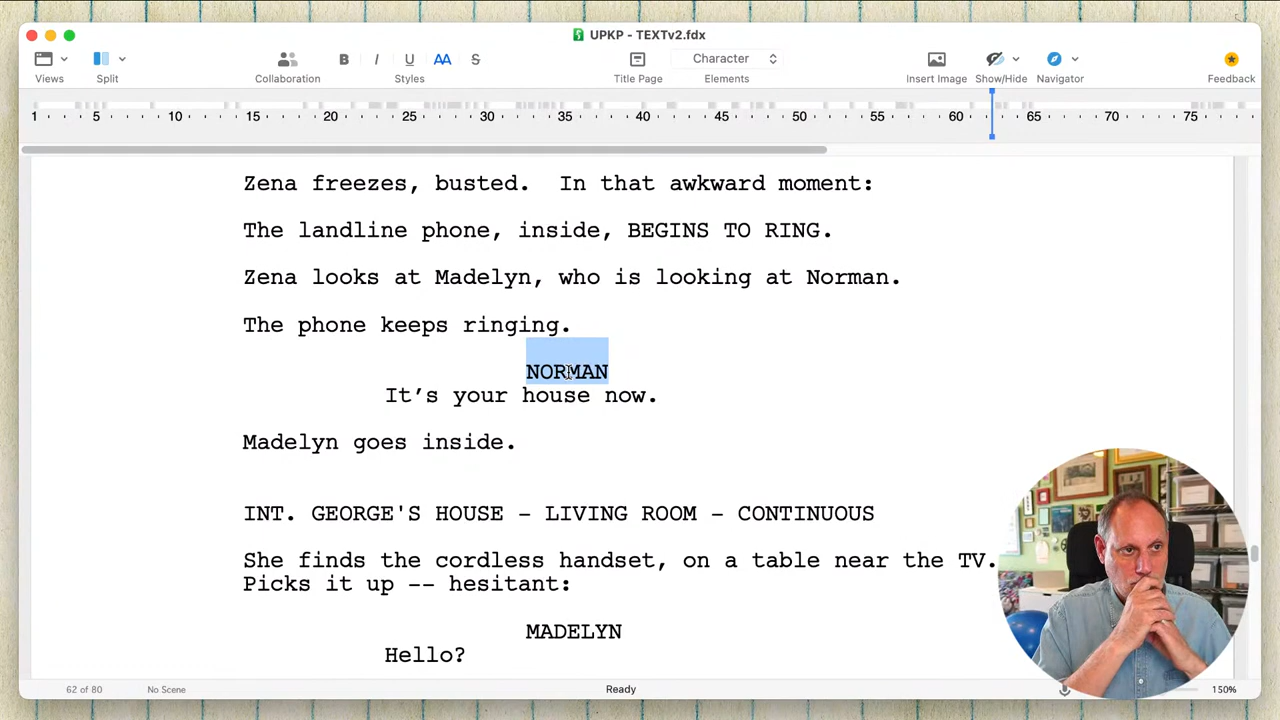 UPKP - TEXTv2.fdx
B I U AA S Character
Views Split Collaboration Styles Title Page Elements Insert Image Show/Hide Navigator Feedback
1 5 10 15 20 25 30 35 40 45 50 55 60 65 70 75
Zena freezes, busted.  In that awkward moment:
The landline phone, inside, BEGINS TO RING.
Zena looks at Madelyn, who is looking at Norman.
The phone keeps ringing.
NORMAN
It’s your house now.
Madelyn goes inside.
INT. GEORGE'S HOUSE – LIVING ROOM – CONTINUOUS
She finds the cordless handset, on a table near the TV.
Picks it up -- hesitant:
MADELYN
Hello?
62 of 80 No Scene Ready 150%